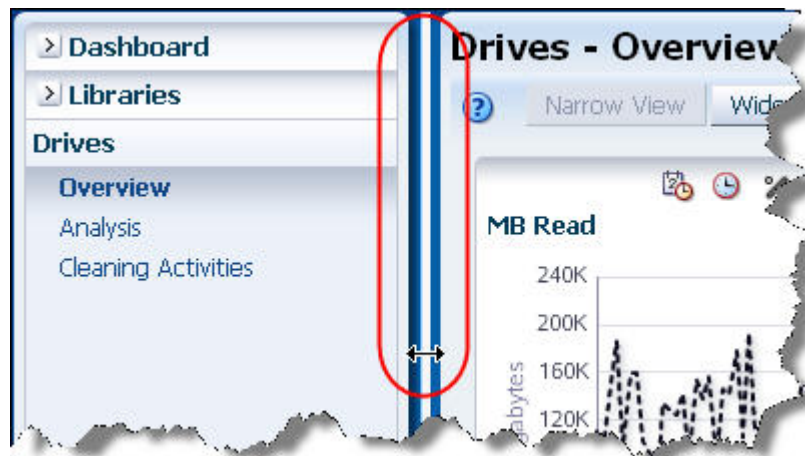 Dashboard
Libraries
Drives
Overview
Analysis
Cleaning Activities
Drives - Overview
Narrow View
MB Read
240K
200K
160K
120K